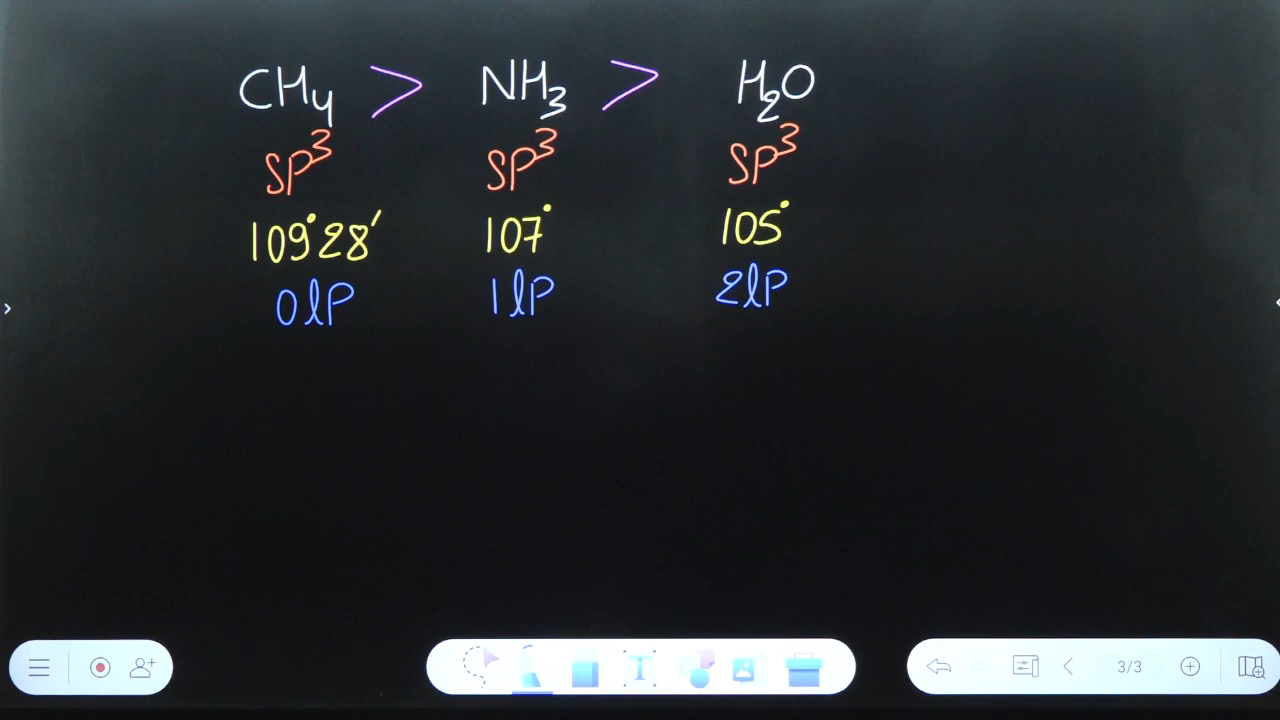 CH₄ > NH₃ > H₂O
SP³ SP³ SP³
109°28′ 107° 105°
0lP 1lP 2lP
T 3/3